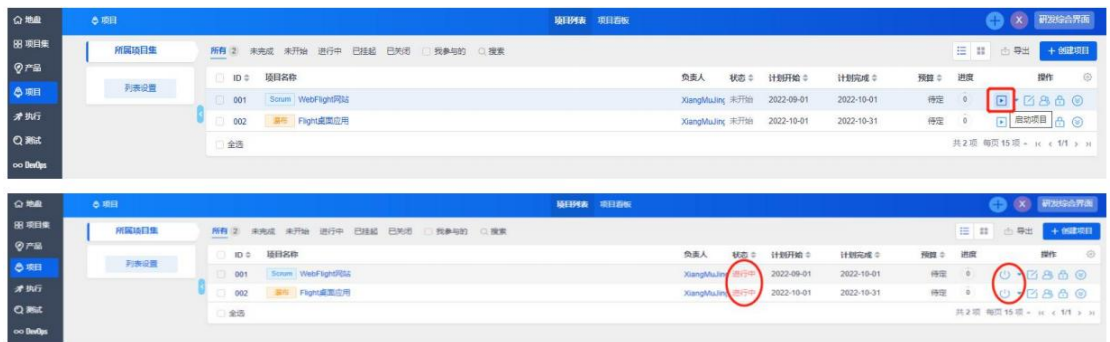 地盘
项目
项目列表 项目看板
X 研发综合界面
项目集
所属项目集
所有 2 未完成 未开始 进行中 已挂起 已关闭 我参与的 搜索
导出 + 创建项目
产品
列表设置
ID 项目名称 负责人 状态 计划开始 计划完成 预算 进度 操作
项目
001 Scrum WebFlight网站 XiangMuJing 未开始 2022-09-01 2022-10-01 待定 0
执行
002 瀑布 Flight桌面应用 XiangMuJing 未开始 2022-10-01 2022-10-31 待定 0 启动项目
测试
全选 共 2 项 每页 15 项 1/1
DevOps
地盘
项目
项目列表 项目看板
X 研发综合界面
项目集
所属项目集
所有 2 未完成 未开始 进行中 已挂起 已关闭 我参与的 搜索
导出 + 创建项目
产品
列表设置
ID 项目名称 负责人 状态 计划开始 计划完成 预算 进度 操作
项目
001 Scrum WebFlight网站 XiangMuJing 进行中 2022-09-01 2022-10-01 待定 0
执行
002 瀑布 Flight桌面应用 XiangMuJing 进行中 2022-10-01 2022-10-31 待定 0
测试
全选 共 2 项 每页 15 项 1/1
DevOps